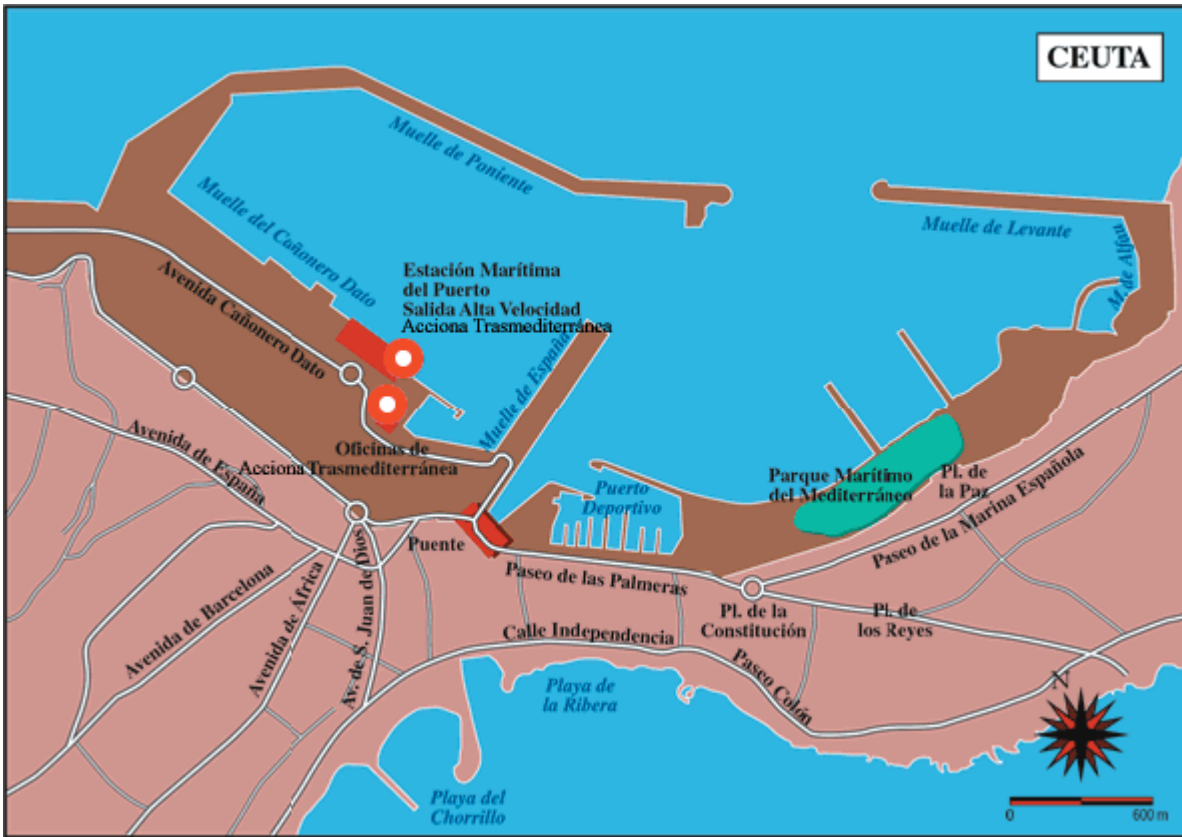 CEUTA
Muelle de Poniente
Muelle de Levante
M. de Alfau
Muelle del Cañonero Dato
Avenida Cañonero Dato
Estación Marítima
del Puerto
Salida Alta Velocidad
Acciona Trasmediterránea
Muelle de España
Avenida de
España
Oficinas de
Acciona Trasmediterránea
Puerto
Deportivo
Parque Marítimo
del Mediterráneo
Pl. de
la Paz
Paseo de la Marina Española
Puente
Paseo de las Palmeras
Pl. de la
Constitución
Pl. de
los Reyes
Avenida de Barcelona
Avenida de África
Av. de S. Juan de Dios
Calle Independencia
Paseo Colón
Playa de
la Ribera
Playa del
Chorrillo
N
0 600 m